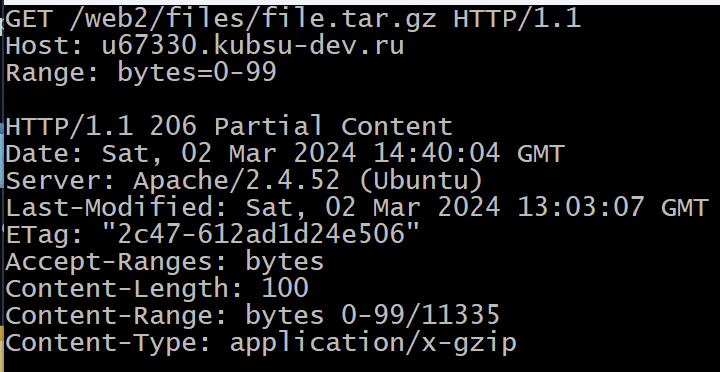 GET /web2/files/file.tar.gz HTTP/1.1
Host: u67330.kubsu-dev.ru
Range: bytes=0-99

HTTP/1.1 206 Partial Content
Date: Sat, 02 Mar 2024 14:40:04 GMT
Server: Apache/2.4.52 (Ubuntu)
Last-Modified: Sat, 02 Mar 2024 13:03:07 GMT
ETag: "2c47-612ad1d24e506"
Accept-Ranges: bytes
Content-Length: 100
Content-Range: bytes 0-99/11335
Content-Type: application/x-gzip